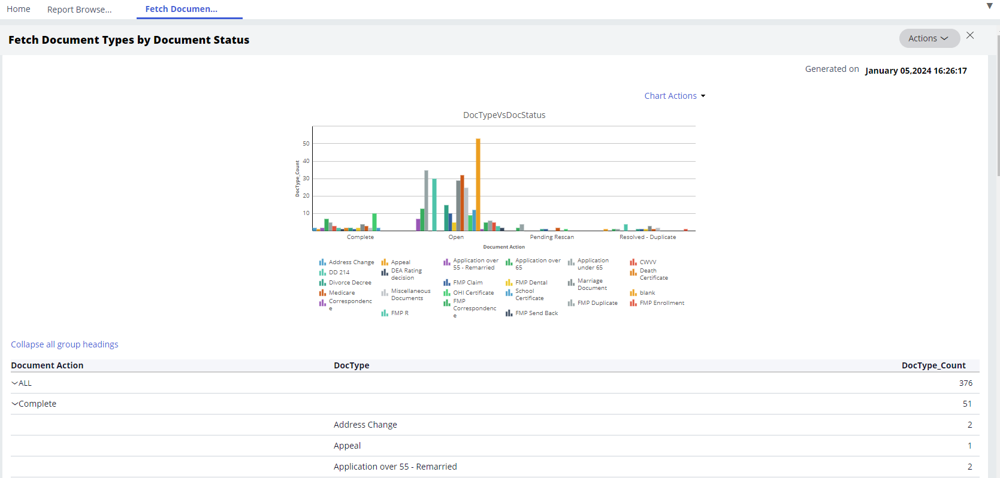 Home
Report Browse...
Fetch Documen...
Fetch Document Types by Document Status
Actions
Generated on January 05,2024 16:26:17
Chart Actions
DocTypeVsDocStatus
DocType_Count
50
40
30
20
10
Complete
Open
Pending Rescan
Resolved - Duplicate
Document Action
Address Change
Appeal
Application over
55 - Remarried
Application over
65
Application
under 65
CWVV
DD 214
DEA Rating
decision
Death
Certificate
Divorce Decree
FMP Claim
FMP Dental
Marriage
Document
Medicare
Miscellaneous
Documents
OHI Certificate
School
Certificate
blank
Correspondenc
e
FMP R
FMP
Correspondenc
e
FMP Send Back
FMP Duplicate
FMP Enrollment
Collapse all group headings
Document Action DocType DocType_Count
ALL 376
Complete 51
Address Change 2
Appeal 1
Application over 55 - Remarried 2